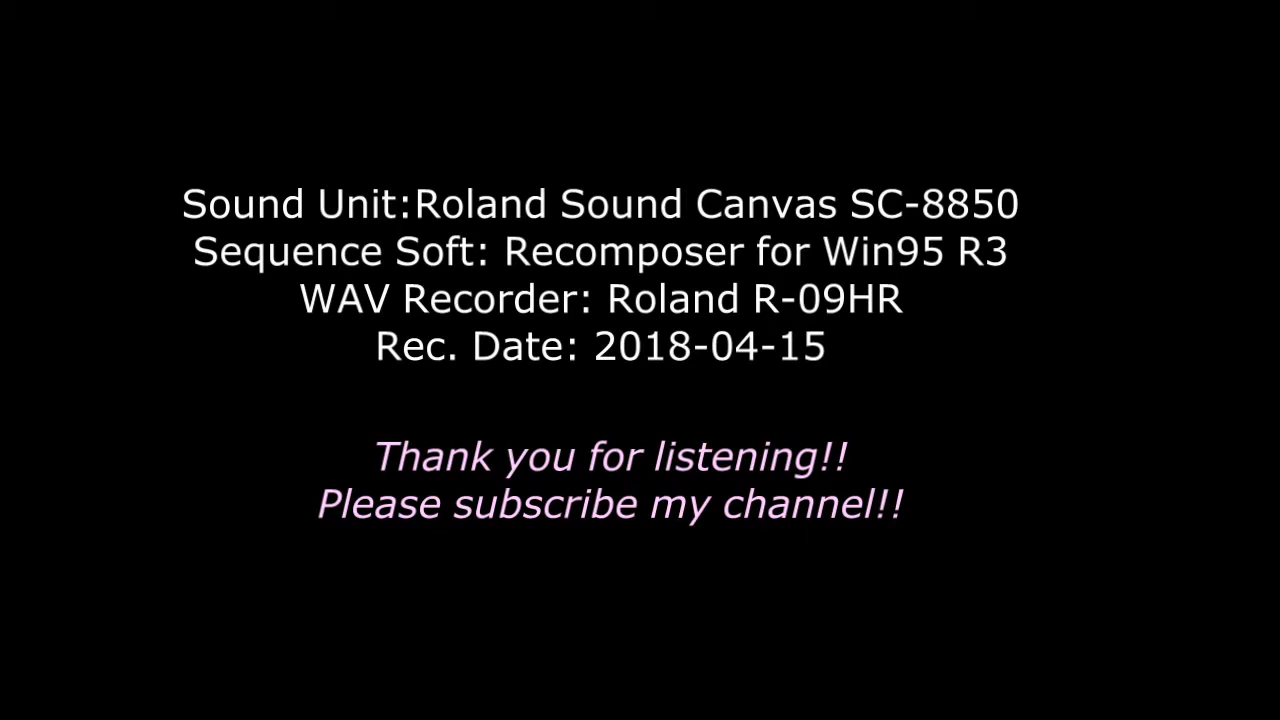 Sound Unit:Roland Sound Canvas SC-8850
Sequence Soft: Recomposer for Win95 R3
WAV Recorder: Roland R-09HR
Rec. Date: 2018-04-15
Thank you for listening!!
Please subscribe my channel!!